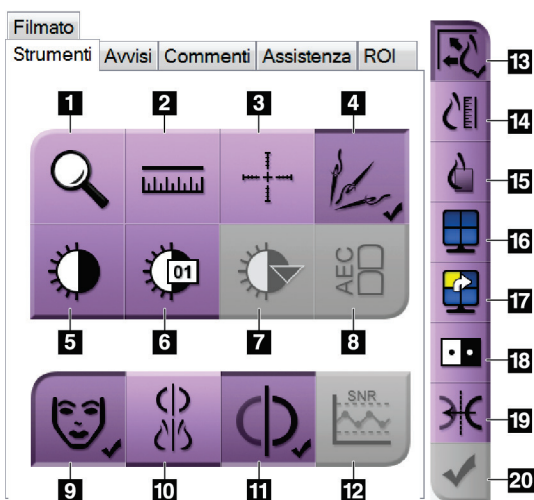 Filmato
Strumenti Avvisi Commenti Assistenza ROI
1 2 3 4
01
AEC
5 6 7 8
SNR
9 10 11 12
13
14
15
16
17
18
19
20